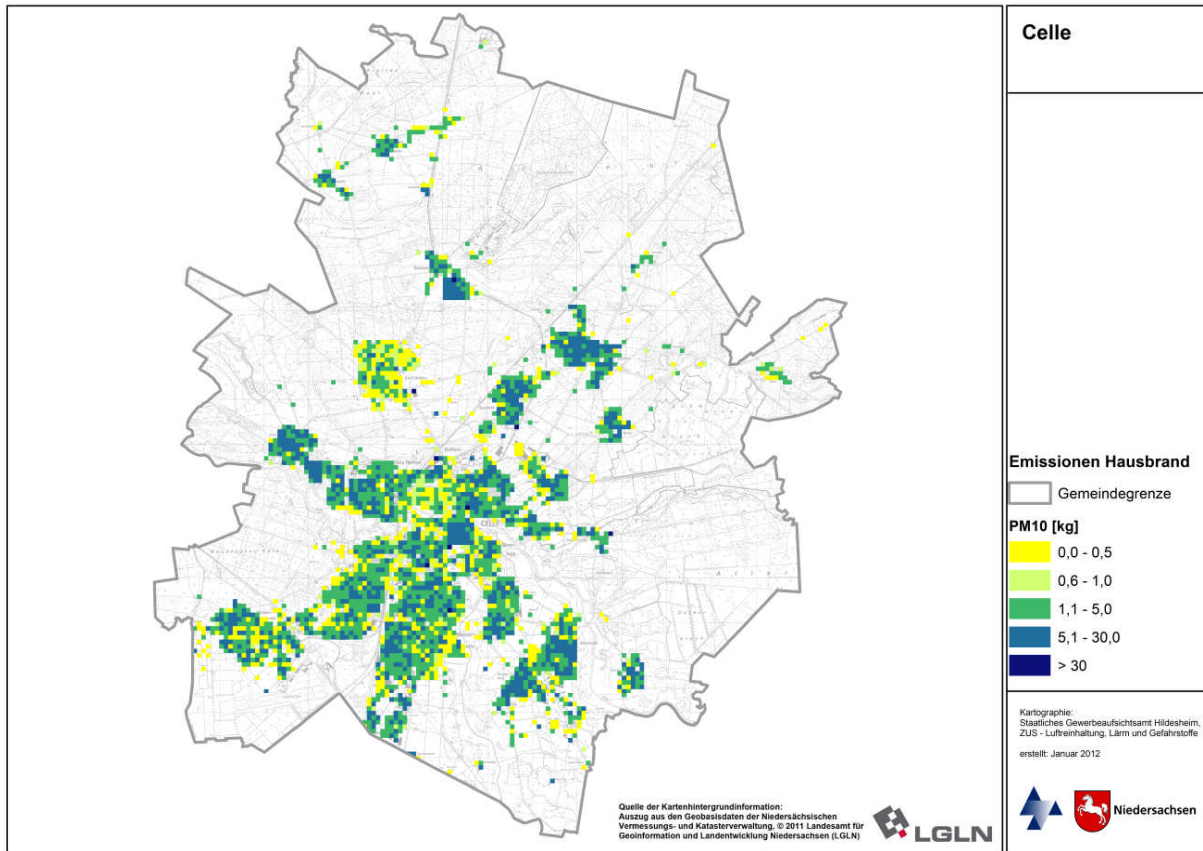 Celle
Emissionen Hausbrand
Gemeindegrenze
PM10 [kg]
0,0 - 0,5
0,6 - 1,0
1,1 - 5,0
5,1 - 30,0
> 30
Kartographie:
Staatliches Gewerbeaufsichtsamt Hildesheim,
ZUS - Luftreinhaltung, Lärm und Gefahrstoffe
erstellt: Januar 2012
Niedersachsen
Quelle der Kartenhintergrundinformation:
Auszug aus den Geobasisdaten der Niedersächsischen
Vermessungs- und Katasterverwaltung, © 2011 Landesamt für
Geoinformation und Landentwicklung Niedersachsen (LGLN)
LGLN
CELLE